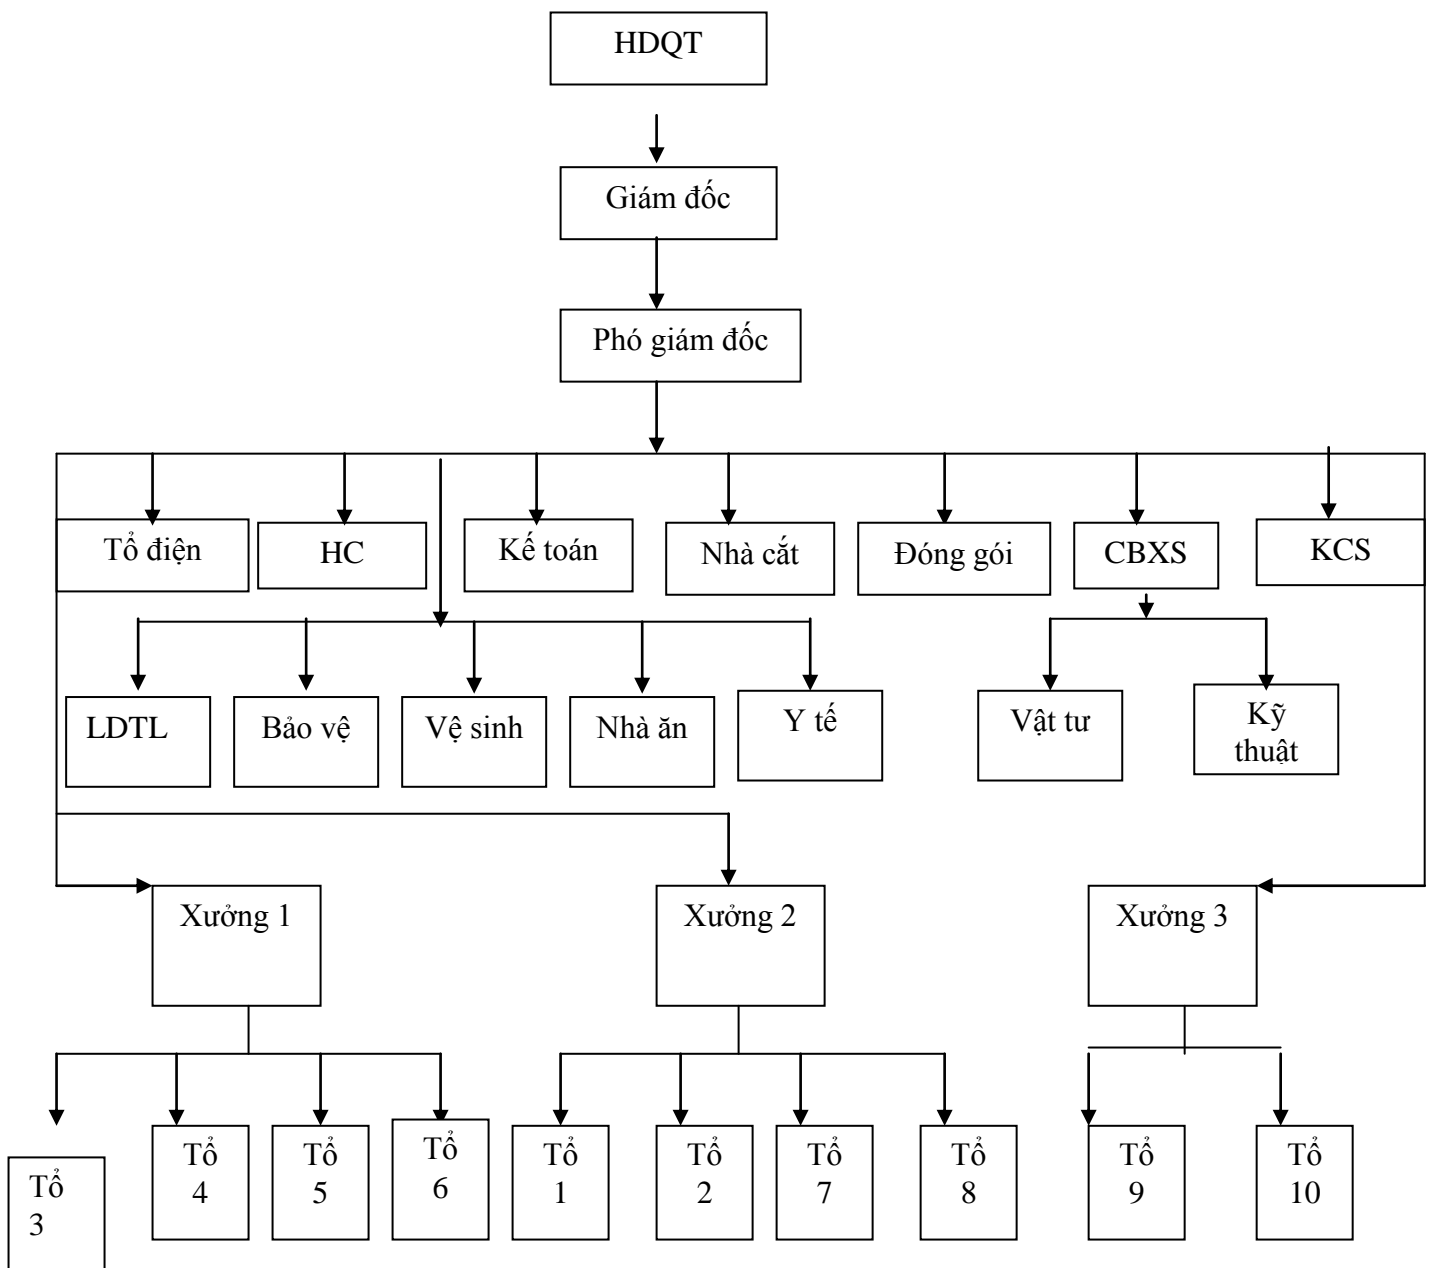 HDQT
Giám đốc
Phó giám đốc
Tổ điện
HC
Kế toán
Nhà cắt
Đóng gói
CBXS
KCS
LDTL
Bảo vệ
Vệ sinh
Nhà ăn
Y tế
Vật tư
Kỹ
thuật
Xưởng 1
Xưởng 2
Xưởng 3
Tổ
3
Tổ
4
Tổ
5
Tổ
6
Tổ
1
Tổ
2
Tổ
7
Tổ
8
Tổ
9
Tổ
10